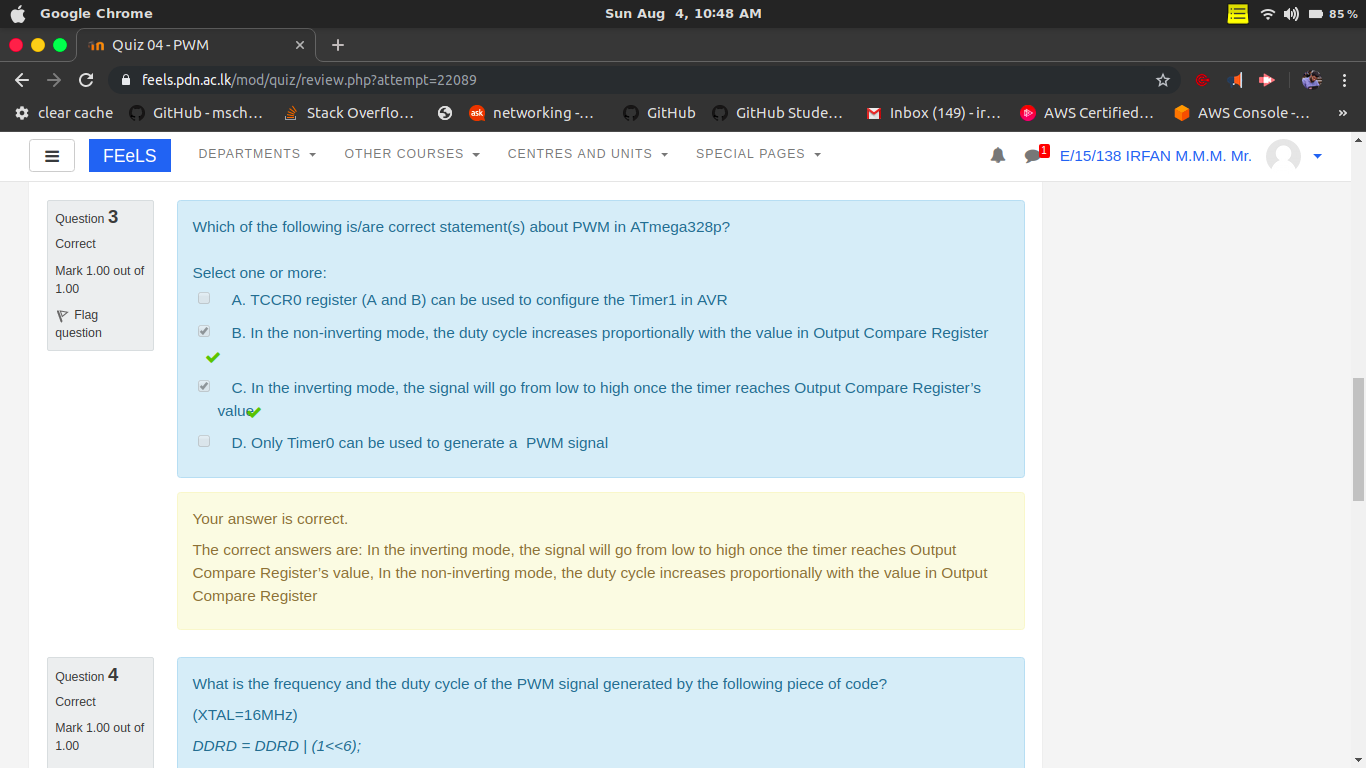 Google Chrome
Sun Aug 4, 10:48 AM
85%
Quiz 04 - PWM
feels.pdn.ac.lk/mod/quiz/review.php?attempt=22089
clear cache
GitHub - msch...
Stack Overflo...
ask
networking -...
GitHub
GitHub Stude...
Inbox (149) - ir...
AWS Certified...
AWS Console -...
»
FEeLS
DEPARTMENTS
OTHER COURSES
CENTRES AND UNITS
SPECIAL PAGES
1
E/15/138 IRFAN M.M.M. Mr.
Question 3
Correct
Mark 1.00 out of
1.00
Flag
question
Which of the following is/are correct statement(s) about PWM in ATmega328p?
Select one or more:
A. TCCR0 register (A and B) can be used to configure the Timer1 in AVR
B. In the non-inverting mode, the duty cycle increases proportionally with the value in Output Compare Register
C. In the inverting mode, the signal will go from low to high once the timer reaches Output Compare Register’s
value
D. Only Timer0 can be used to generate a  PWM signal
Your answer is correct.
The correct answers are: In the inverting mode, the signal will go from low to high once the timer reaches Output
Compare Register’s value, In the non-inverting mode, the duty cycle increases proportionally with the value in Output
Compare Register
Question 4
Correct
Mark 1.00 out of
1.00
What is the frequency and the duty cycle of the PWM signal generated by the following piece of code?
(XTAL=16MHz)
DDRD = DDRD | (1<<6);